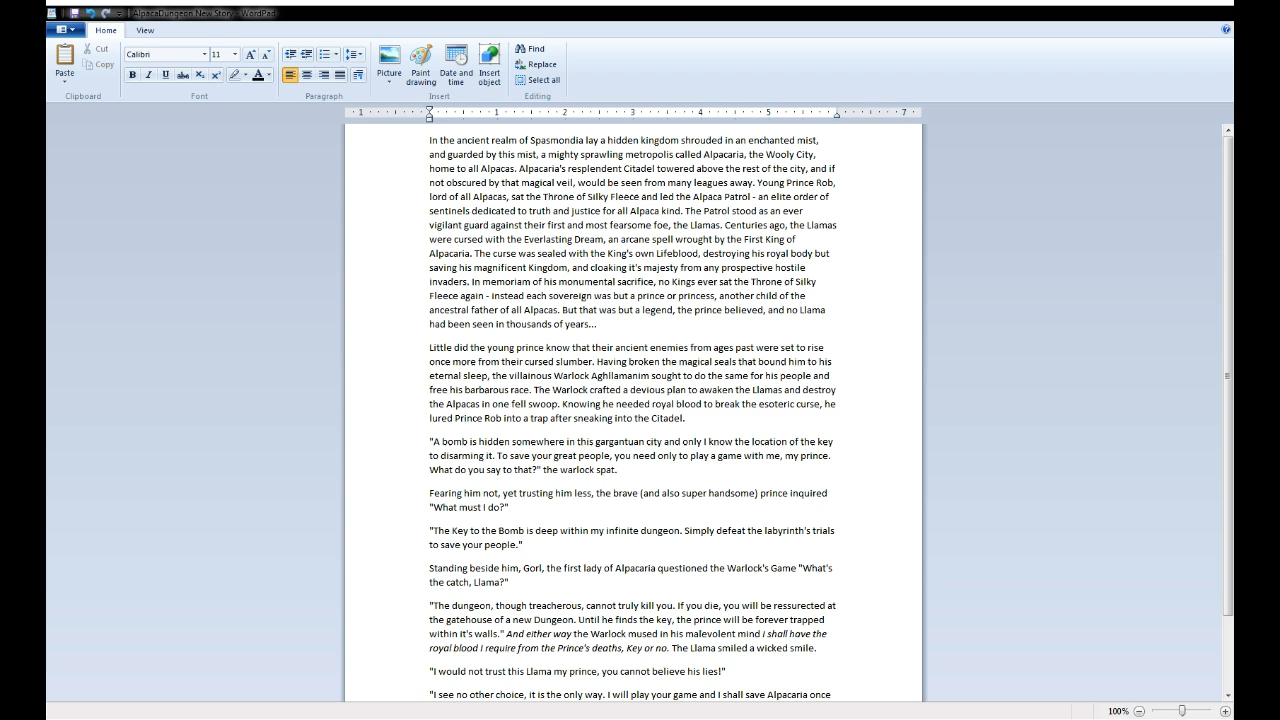 AlpacaDungeon New Story - WordPad
Home View
Cut
Copy
Paste
Calibri 11
Picture
Paint drawing
Date and time
Insert object
Find
Replace
Select all
Clipboard Font Paragraph Insert Editing
1 1 2 3 4 5 7
In the ancient realm of Spasmondia lay a hidden kingdom shrouded in an enchanted mist,
and guarded by this mist, a mighty sprawling metropolis called Alpacaria, the Wooly City,
home to all Alpacas. Alpacaria's resplendent Citadel towered above the rest of the city, and if
not obscured by that magical veil, would be seen from many leagues away. Young Prince Rob,
lord of all Alpacas, sat the Throne of Silky Fleece and led the Alpaca Patrol - an elite order of
sentinels dedicated to truth and justice for all Alpaca kind. The Patrol stood as an ever
vigilant guard against their first and most fearsome foe, the Llamas. Centuries ago, the Llamas
were cursed with the Everlasting Dream, an arcane spell wrought by the First King of
Alpacaria. The curse was sealed with the King's own Lifeblood, destroying his royal body but
saving his magnificent Kingdom, and cloaking it's majesty from any prospective hostile
invaders. In memoriam of his monumental sacrifice, no Kings ever sat the Throne of Silky
Fleece again - instead each sovereign was but a prince or princess, another child of the
ancestral father of all Alpacas. But that was but a legend, the prince believed, and no Llama
had been seen in thousands of years...
Little did the young prince know that their ancient enemies from ages past were set to rise
once more from their cursed slumber. Having broken the magical seals that bound him to his
eternal sleep, the villainous Warlock Aghllamanim sought to do the same for his people and
free his barbarous race. The Warlock crafted a devious plan to awaken the Llamas and destroy
the Alpacas in one fell swoop. Knowing he needed royal blood to break the esoteric curse, he
lured Prince Rob into a trap after sneaking into the Citadel.
"A bomb is hidden somewhere in this gargantuan city and only I know the location of the key
to disarming it. To save your great people, you need only to play a game with me, my prince.
What do you say to that?" the warlock spat.
Fearing him not, yet trusting him less, the brave (and also super handsome) prince inquired
"What must I do?"
"The Key to the Bomb is deep within my infinite dungeon. Simply defeat the labyrinth's trials
to save your people."
Standing beside him, Gorl, the first lady of Alpacaria questioned the Warlock's Game "What's
the catch, Llama?"
"The dungeon, though treacherous, cannot truly kill you. If you die, you will be ressurected at
the gatehouse of a new Dungeon. Until he finds the key, the prince will be forever trapped
within it's walls." And either way the Warlock mused in his malevolent mind I shall have the
royal blood I require from the Prince's deaths, Key or no. The Llama smiled a wicked smile.
"I would not trust this Llama my prince, you cannot believe his lies!"
"I see no other choice, it is the only way. I will play your game and I shall save Alpacaria once
100%